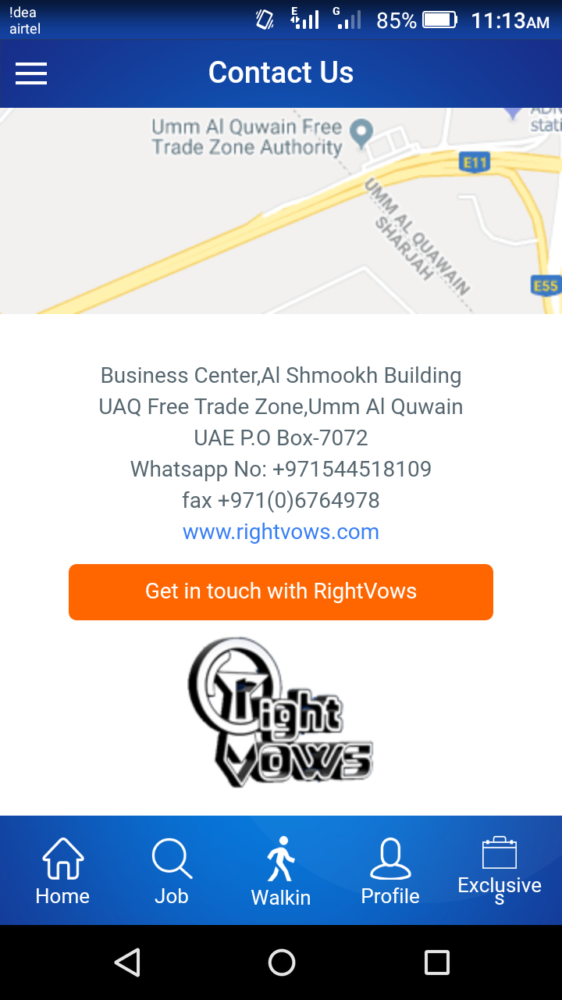 !dea
airtel
E
G
85%
11:13AM
Contact Us
Umm Al Quwain Free
Trade Zone Authority
E11
UMM AL QUAWAIN
SHARJAH
E55
Business Center,Al Shmookh Building
UAQ Free Trade Zone,Umm Al Quwain
UAE P.O Box-7072
Whatsapp No: +971544518109
fax +971(0)6764978
www.rightvows.com
Get in touch with RightVows
Right
Vows
Home
Job
Walkin
Profile
Exclusive
s